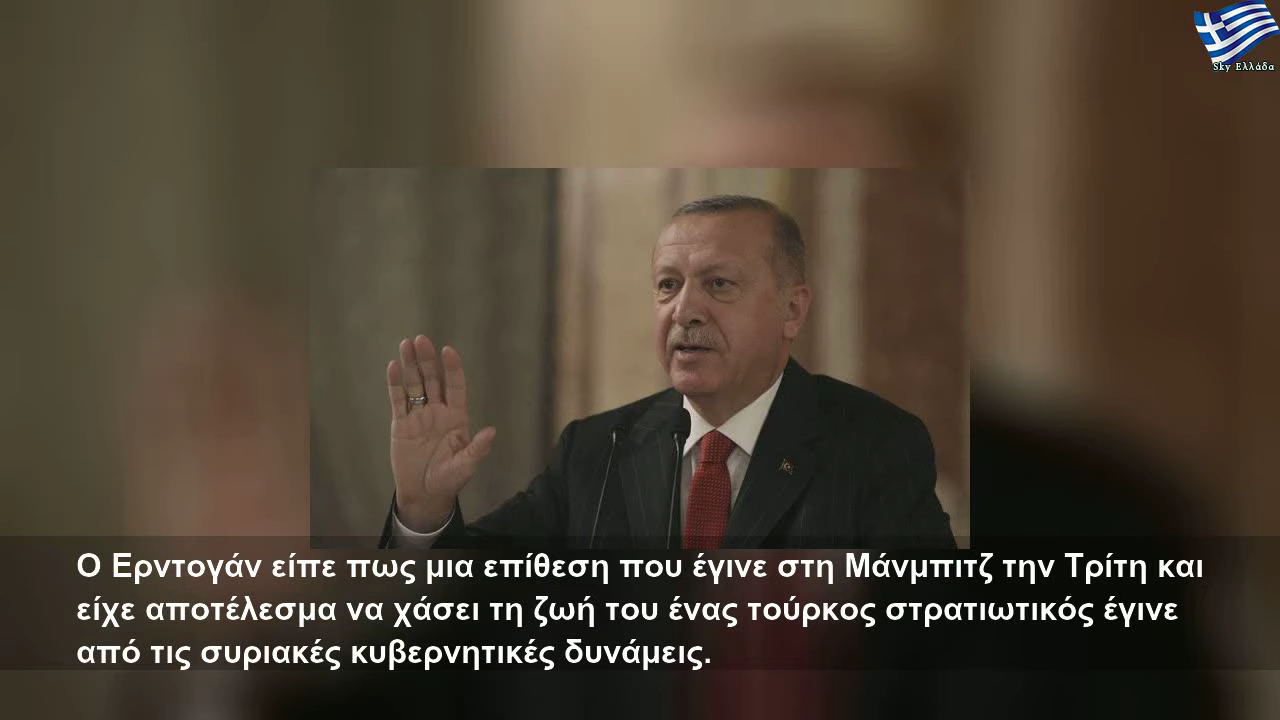 Sky Ελλάδα
Ο Ερντογάν είπε πως μια επίθεση που έγινε στη Μάνμπιτζ την Τρίτη και
είχε αποτέλεσμα να χάσει τη ζωή του ένας τούρκος στρατιωτικός έγινε
από τις συριακές κυβερνητικές δυνάμεις.